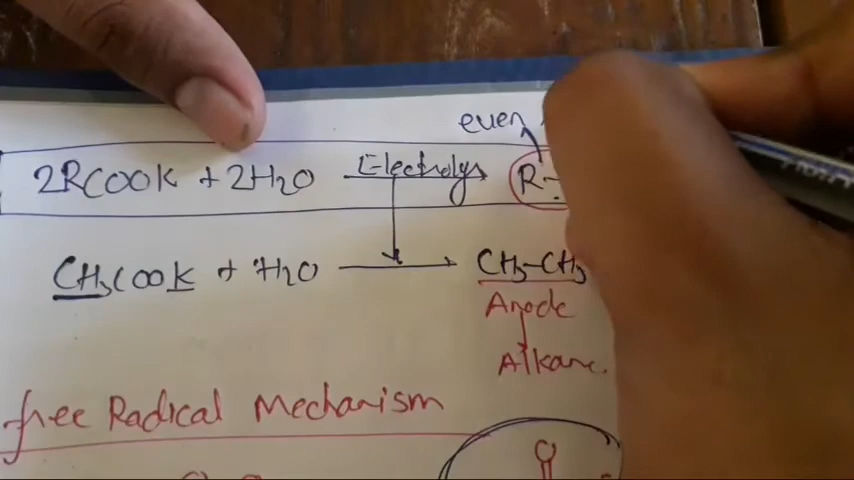 even
2RCOOK + 2H₂O Electrolys R-
CH₃COOK + H₂O → CH₃-CH₃
Anode
Alkane.
free Radical Mechanism
O